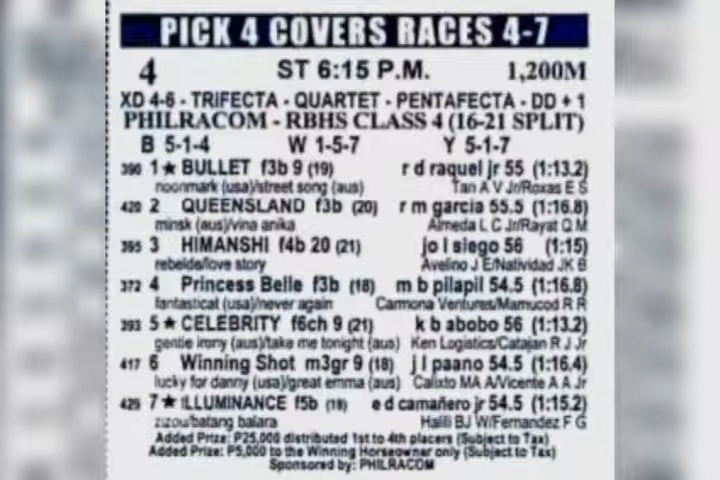 PICK 4 COVERS RACES 4-7
4 ST 6:15 P.M. 1,200M
XD 4-6 - TRIFECTA - QUARTET - PENTAFECTA - DD + 1
PHILRACOM - RBHS CLASS 4 (16-21 SPLIT)
B 5-1-4 W 1-5-7 Y 5-1-7
390 1 ★ BULLET f3b 9 (19) r d raquel jr 55 (1:13.2)
noonmark (usa)/street song (aus) Tan A V Jr/Roxas E S
420 2 QUEENSLAND f3b (20) r m garcia 55.5 (1:16.8)
minsk (aus)/vina anika Almeda L C Jr/Rayat Q M
395 3 HIMANSHI f4b 20 (21) jo l siego 56 (1:15)
rebelde/love story Avelino J E/Natividad JK B
372 4 Princess Belle f3b (18) m b pilapil 54.5 (1:16.8)
fantasticat (usa)/never again Carmona Ventures/Mamucod R R
393 5 ★ CELEBRITY f6ch 9 (21) k b abobo 56 (1:13.2)
gentle irony (aus)/take me tonight (aus) Ken Logistics/Catajan R J Jr
417 6 Winning Shot m3gr 9 (18) j l paano 54.5 (1:16.4)
lucky for danny (usa)/great emma (aus) Calixto MA A/Vicente A A Jr
425 7 ★ ILLUMINANCE f5b (18) e d camañero jr 54.5 (1:15.2)
zizou/batang balara Halili BJ W/Fernandez F G
Added Prize: P25,000 distributed 1st to 4th placers (Subject to Tax)
Added Prize: P5,000 to the Winning Horseowner only (Subject to Tax)
Sponsored by: PHILRACOM